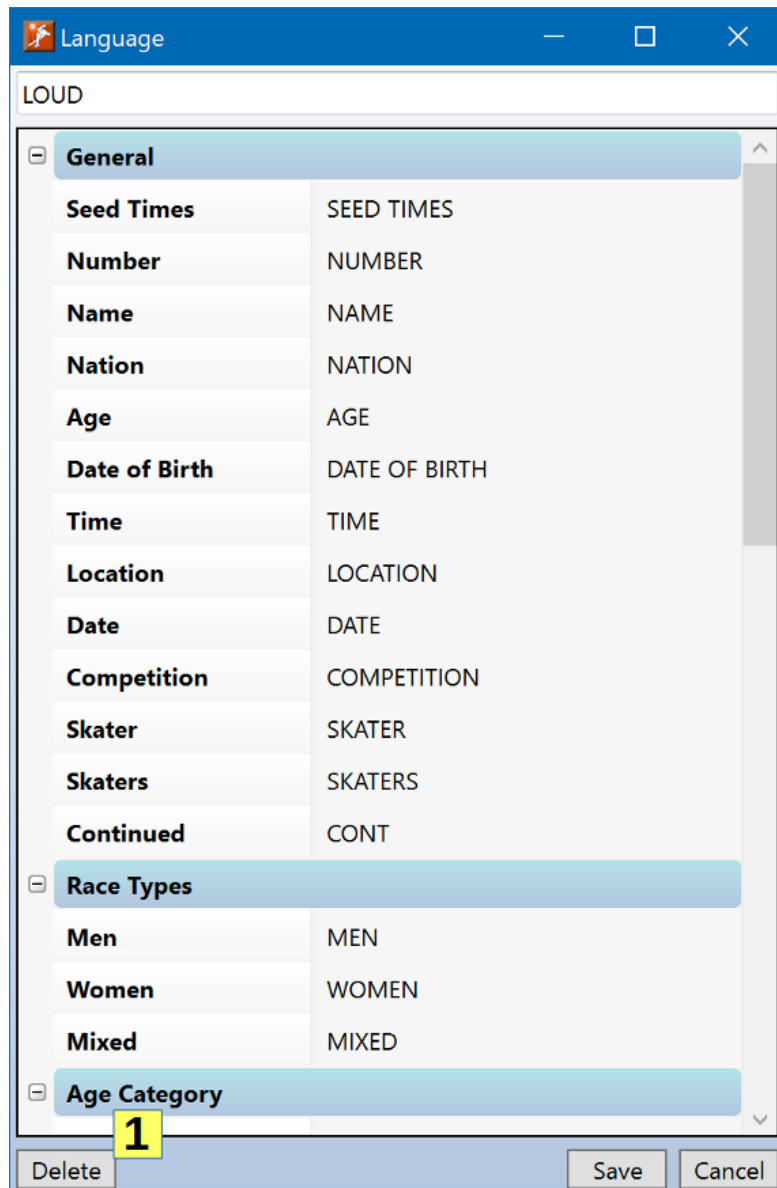 Language
LOUD
General
Seed Times SEED TIMES
Number NUMBER
Name NAME
Nation NATION
Age AGE
Date of Birth DATE OF BIRTH
Time TIME
Location LOCATION
Date DATE
Competition COMPETITION
Skater SKATER
Skaters SKATERS
Continued CONT
Race Types
Men MEN
Women WOMEN
Mixed MIXED
Age Category
1
Delete Save Cancel